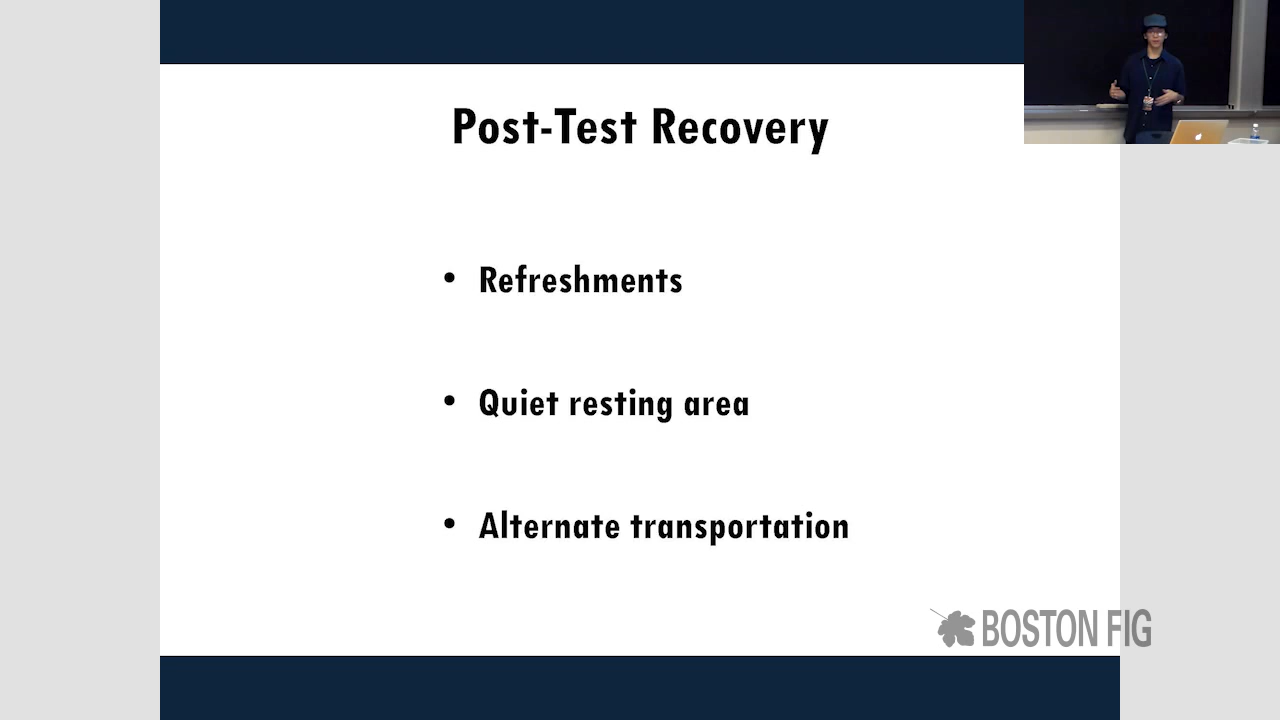 Post-Test Recovery
• Refreshments
• Quiet resting area
• Alternate transportation
BOSTON FIG